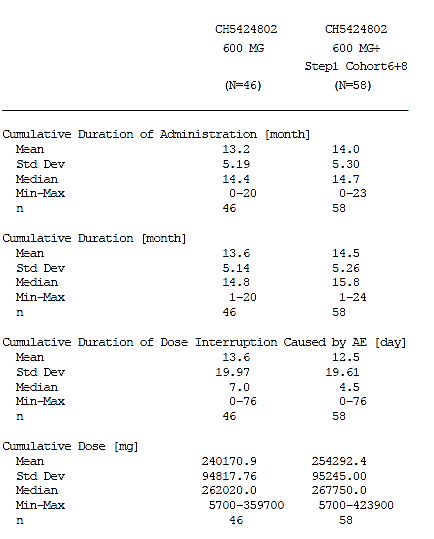 CH5424802 CH5424802
600 MG 600 MG+
Step1 Cohort6+8
(N=46) (N=58)
Cumulative Duration of Administration [month]
Mean 13.2 14.0
Std Dev 5.19 5.30
Median 14.4 14.7
Min-Max 0-20 0-23
n 46 58
Cumulative Duration [month]
Mean 13.6 14.5
Std Dev 5.14 5.26
Median 14.8 15.8
Min-Max 1-20 1-24
n 46 58
Cumulative Duration of Dose Interruption Caused by AE [day]
Mean 13.6 12.5
Std Dev 19.97 19.61
Median 7.0 4.5
Min-Max 0-76 0-76
n 46 58
Cumulative Dose [mg]
Mean 240170.9 254292.4
Std Dev 94817.76 95245.00
Median 262020.0 267750.0
Min-Max 5700-359700 5700-423900
n 46 58